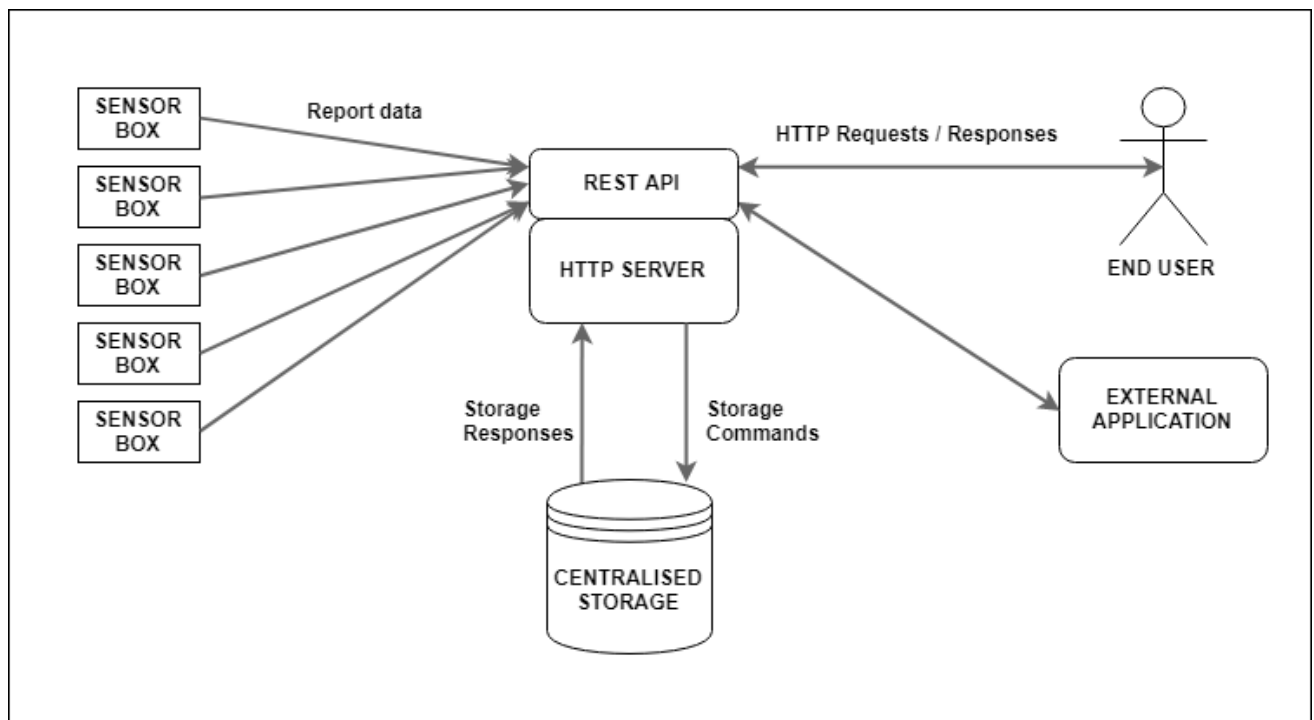 SENSOR
BOX
Report data
SENSOR
BOX
SENSOR
BOX
SENSOR
BOX
SENSOR
BOX
REST API
HTTP SERVER
HTTP Requests / Responses
END USER
EXTERNAL
APPLICATION
Storage
Responses
Storage
Commands
CENTRALISED
STORAGE